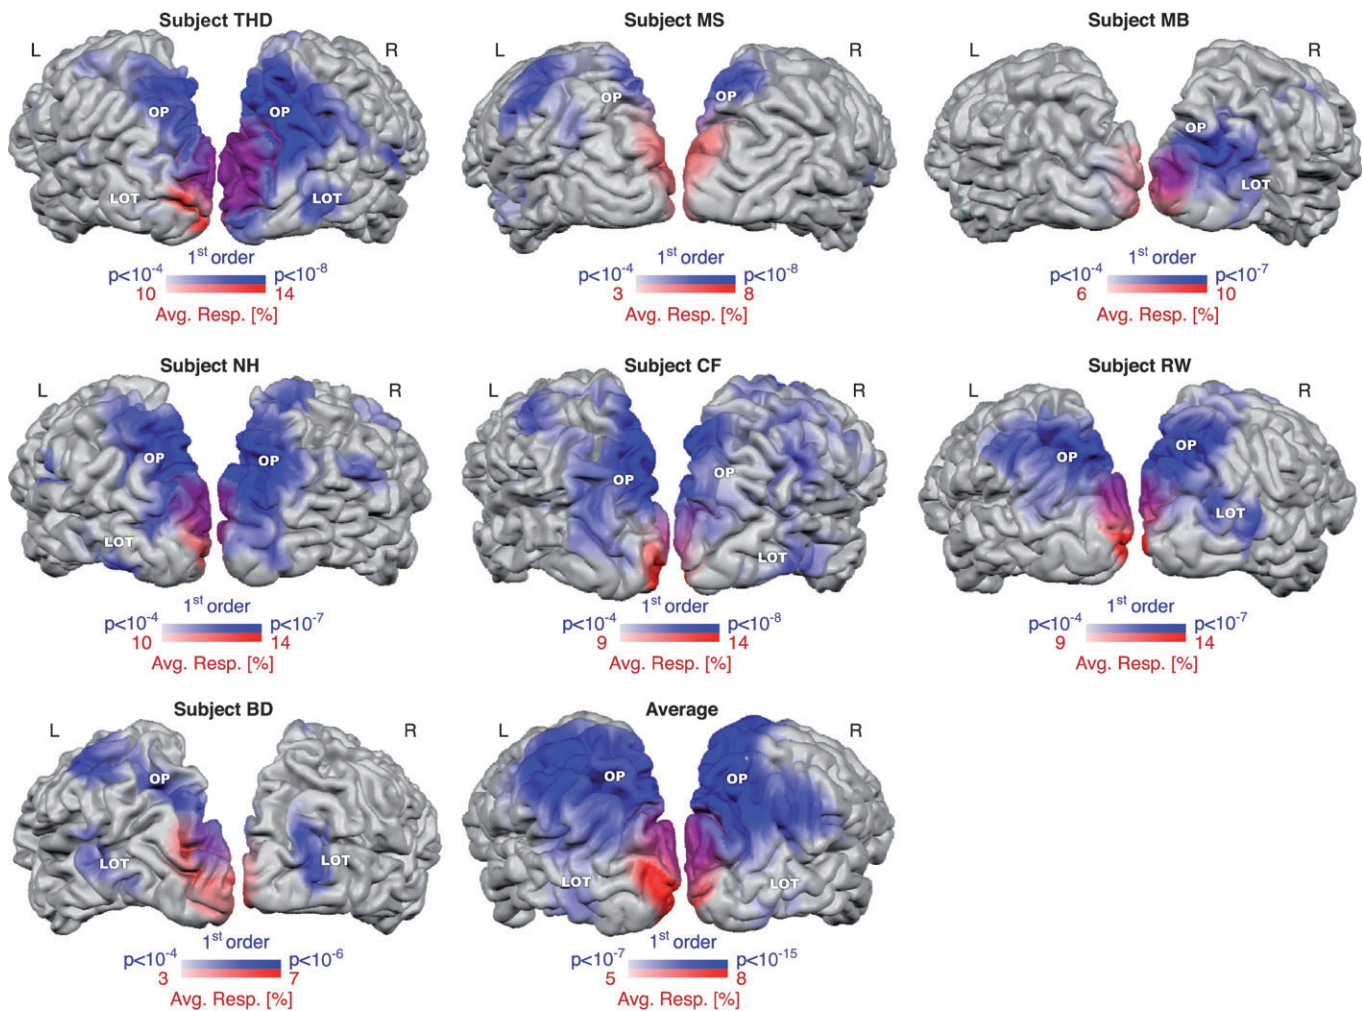 Subject THD
L
R
OP
OP
LOT
LOT
1st order
p<10-4
p<10-8
10
14
Avg. Resp. [%]
Subject MS
L
R
OP
OP
1st order
p<10-4
p<10-8
3
8
Avg. Resp. [%]
Subject MB
L
R
OP
LOT
1st order
p<10-4
p<10-7
6
10
Avg. Resp. [%]
Subject NH
L
R
OP
OP
LOT
1st order
p<10-4
p<10-7
10
14
Avg. Resp. [%]
Subject CF
L
R
OP
OP
LOT
1st order
p<10-4
p<10-8
9
14
Avg. Resp. [%]
Subject RW
L
R
OP
OP
LOT
1st order
p<10-4
p<10-7
9
14
Avg. Resp. [%]
Subject BD
L
R
OP
LOT
LOT
1st order
p<10-4
p<10-6
3
7
Avg. Resp. [%]
Average
L
R
OP
OP
LOT
LOT
1st order
p<10-7
p<10-15
5
8
Avg. Resp. [%]